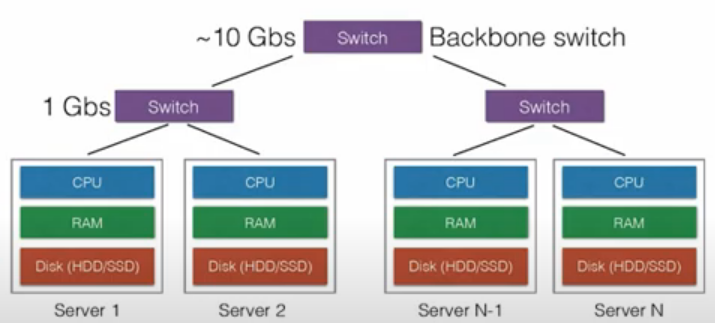 ~10 Gbs Switch Backbone switch
1 Gbs Switch Switch
CPU CPU CPU CPU
RAM RAM RAM RAM
Disk (HDD/SSD) Disk (HDD/SSD) Disk (HDD/SSD) Disk (HDD/SSD)
Server 1 Server 2 Server N-1 Server N